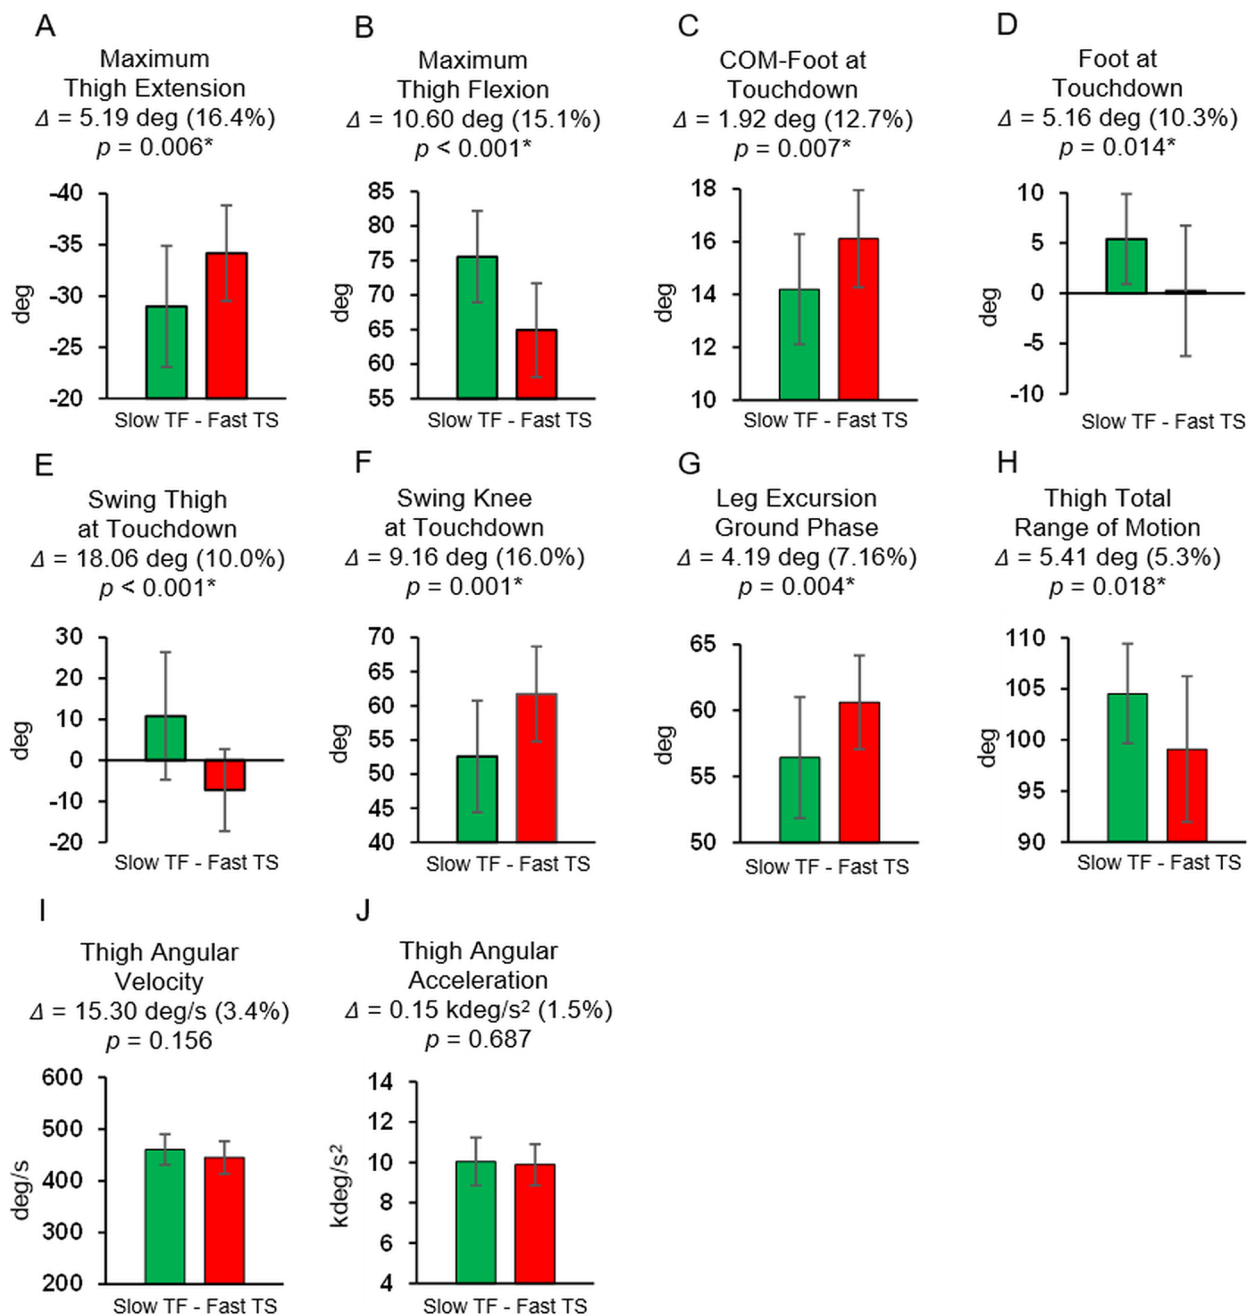 A
Maximum
Thigh Extension
Δ = 5.19 deg (16.4%)
p = 0.006*
-40
-35
-30
-25
-20
deg
Slow TF - Fast TS
B
Maximum
Thigh Flexion
Δ = 10.60 deg (15.1%)
p < 0.001*
85
80
75
70
65
60
55
deg
Slow TF - Fast TS
C
COM-Foot at
Touchdown
Δ = 1.92 deg (12.7%)
p = 0.007*
18
16
14
12
10
deg
Slow TF - Fast TS
D
Foot at
Touchdown
Δ = 5.16 deg (10.3%)
p = 0.014*
10
5
0
-5
-10
deg
Slow TF - Fast TS
E
Swing Thigh
at Touchdown
Δ = 18.06 deg (10.0%)
p < 0.001*
30
20
10
0
-10
-20
deg
Slow TF - Fast TS
F
Swing Knee
at Touchdown
Δ = 9.16 deg (16.0%)
p = 0.001*
70
65
60
55
50
45
40
deg
Slow TF - Fast TS
G
Leg Excursion
Ground Phase
Δ = 4.19 deg (7.16%)
p = 0.004*
65
60
55
50
deg
Slow TF - Fast TS
H
Thigh Total
Range of Motion
Δ = 5.41 deg (5.3%)
p = 0.018*
110
105
100
95
90
deg
Slow TF - Fast TS
I
Thigh Angular
Velocity
Δ = 15.30 deg/s (3.4%)
p = 0.156
600
500
400
300
200
deg/s
Slow TF - Fast TS
J
Thigh Angular
Acceleration
Δ = 0.15 kdeg/s² (1.5%)
p = 0.687
14
12
10
8
6
4
kdeg/s²
Slow TF - Fast TS